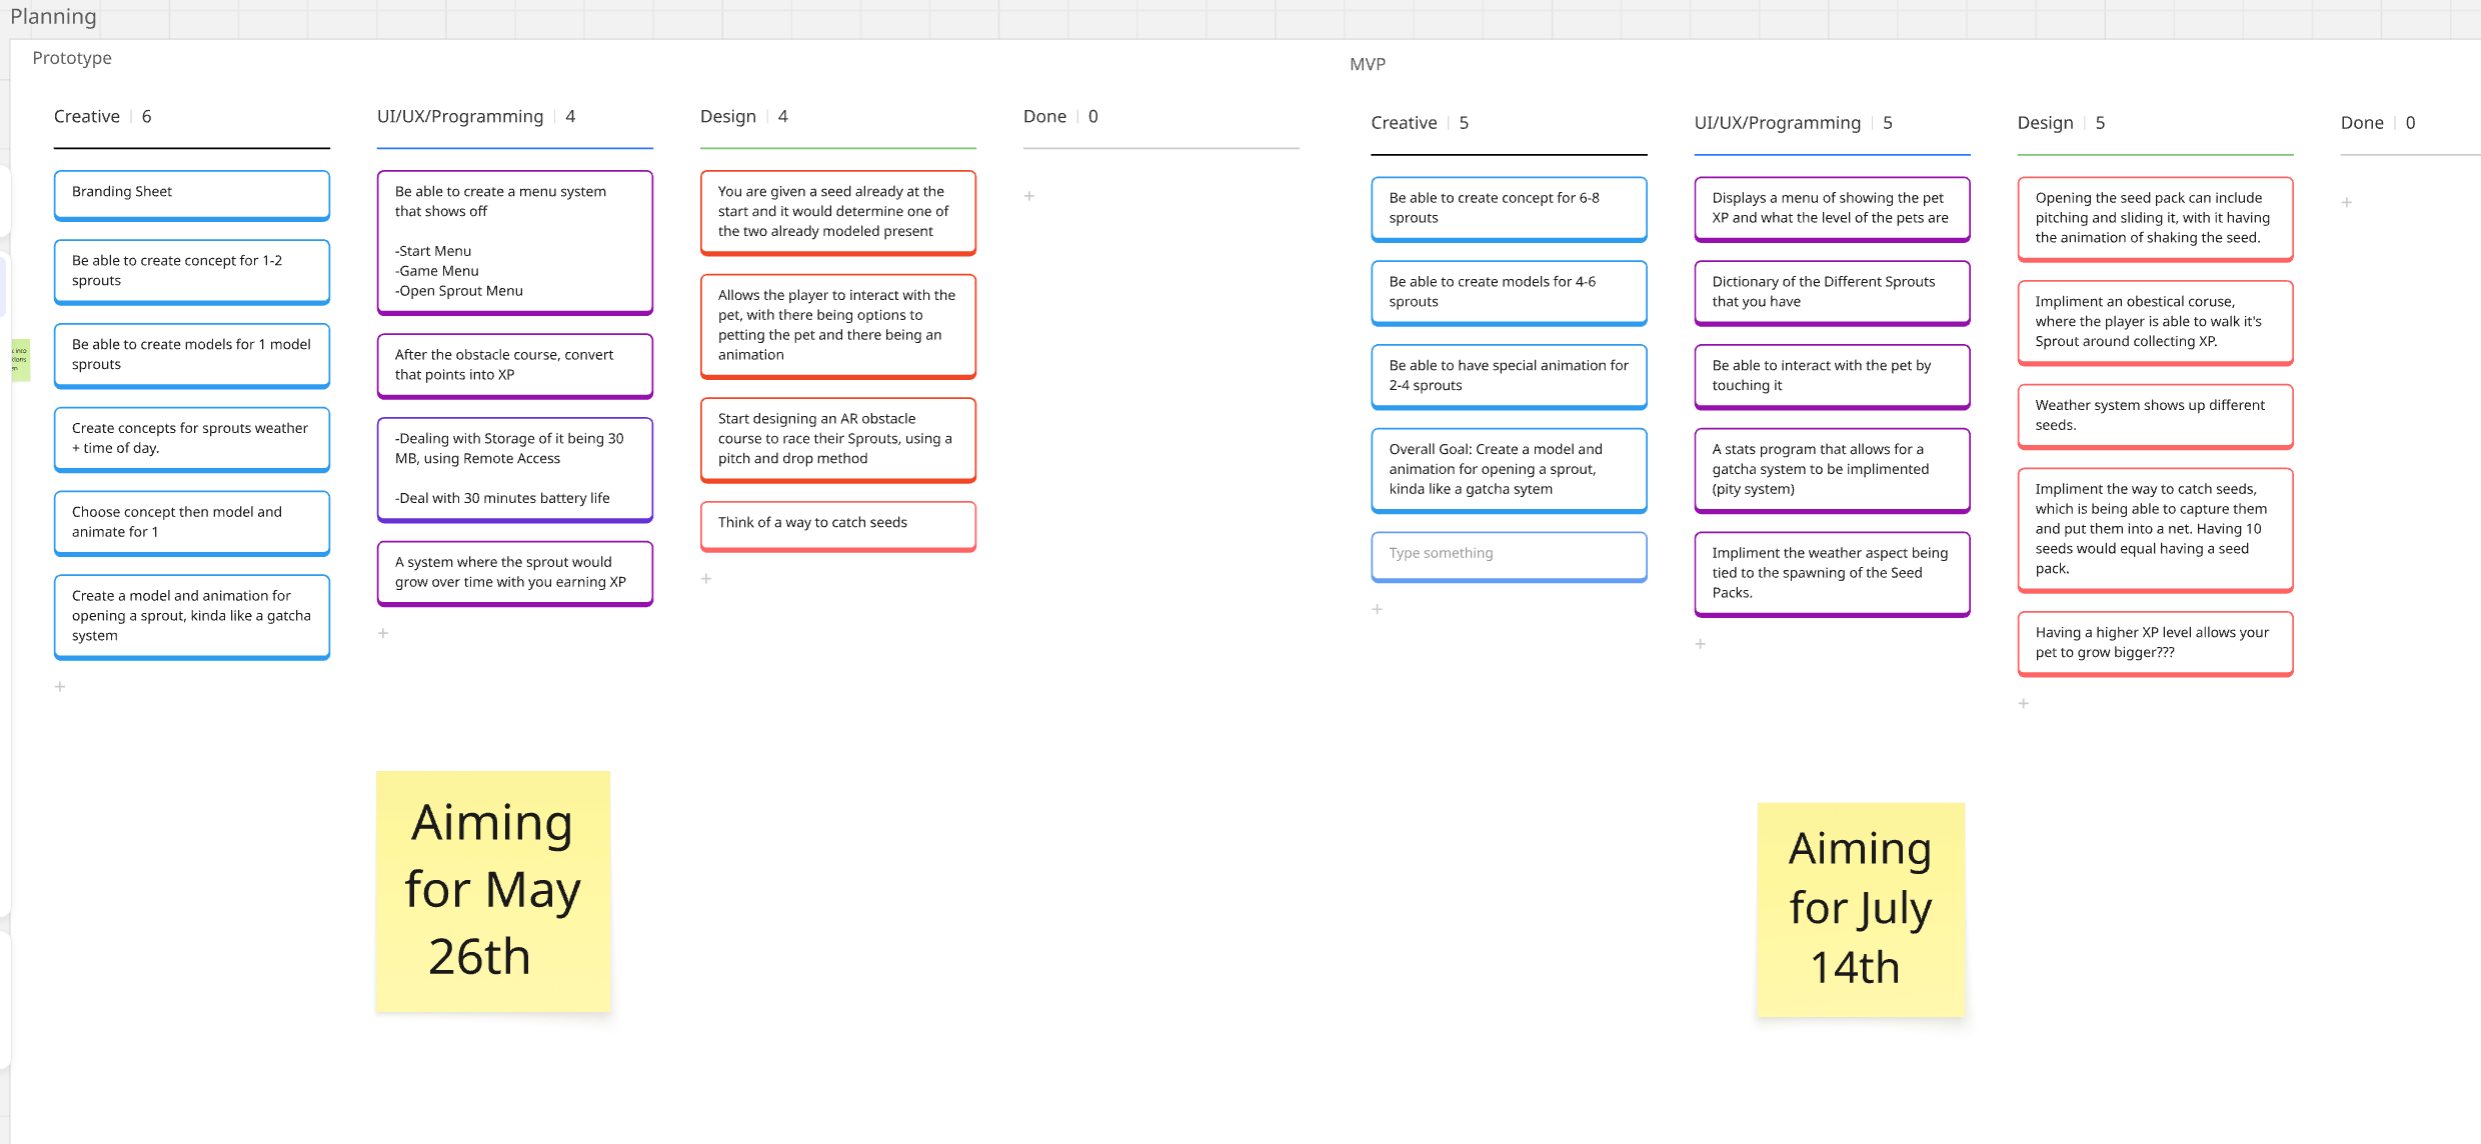 Planning
Prototype
Creative | 6
Branding Sheet
Be able to create concept for 1-2
sprouts
Be able to create models for 1 model
sprouts
Create concepts for sprouts weather
+ time of day.
Choose concept then model and
animate for 1
Create a model and animation for
opening a sprout, kinda like a gatcha
system
+
UI/UX/Programming | 4
Be able to create a menu system
that shows off
-Start Menu
-Game Menu
-Open Sprout Menu
After the obstacle course, convert
that points into XP
-Dealing with Storage of it being 30
MB, using Remote Access
-Deal with 30 minutes battery life
A system where the sprout would
grow over time with you earning XP
+
Design | 4
You are given a seed already at the
start and it would determine one of
the two already modeled present
Allows the player to interact with the
pet, with there being options to
petting the pet and there being an
animation
Start designing an AR obstacle
course to race their Sprouts, using a
pitch and drop method
Think of a way to catch seeds
+
Done | 0
+
Aiming
for May
26th
MVP
Creative | 5
Be able to create concept for 6-8
sprouts
Be able to create models for 4-6
sprouts
Be able to have special animation for
2-4 sprouts
Overall Goal: Create a model and
animation for opening a sprout,
kinda like a gatcha sytem
Type something
+
UI/UX/Programming | 5
Displays a menu of showing the pet
XP and what the level of the pets are
Dictionary of the Different Sprouts
that you have
Be able to interact with the pet by
touching it
A stats program that allows for a
gatcha system to be implimented
(pity system)
Impliment the weather aspect being
tied to the spawning of the Seed
Packs.
+
Design | 5
Opening the seed pack can include
pitching and sliding it, with it having
the animation of shaking the seed.
Impliment an obestical coruse,
where the player is able to walk it's
Sprout around collecting XP.
Weather system shows up different
seeds.
Impliment the way to catch seeds,
which is being able to capture them
and put them into a net. Having 10
seeds would equal having a seed
pack.
Having a higher XP level allows your
pet to grow bigger???
+
Done | 0
+
Aiming
for July
14th